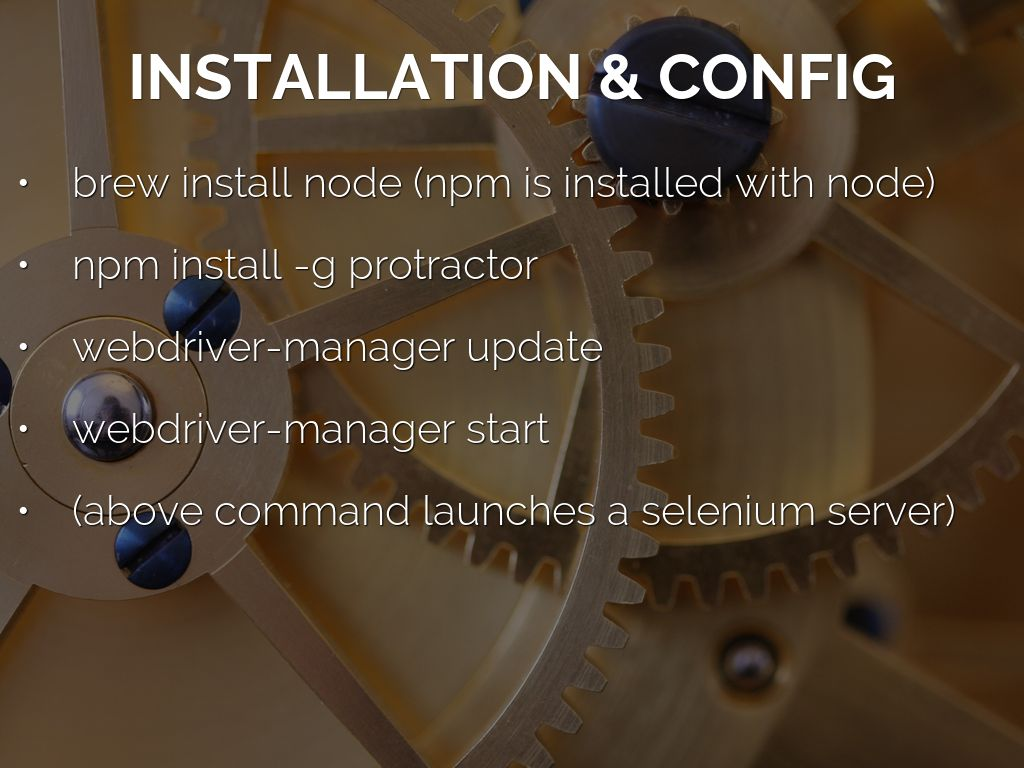 INSTALLATION & CONFIG
• brew install node (npm is installed with node)
• npm install -g protractor
• webdriver-manager update
• webdriver-manager start
• (above command launches a selenium server)